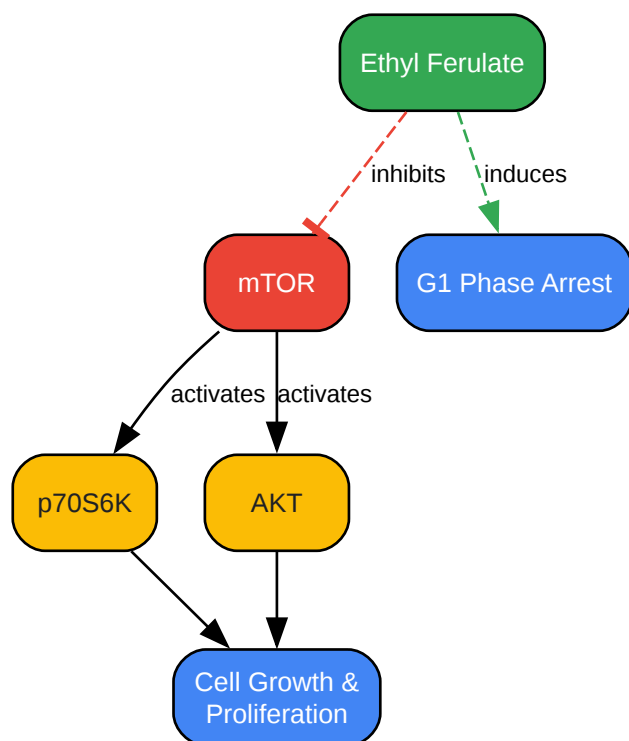 Ethyl Ferulate
inhibits
induces
mTOR
G1 Phase Arrest
activates
activates
p70S6K
AKT
Cell Growth &
Proliferation